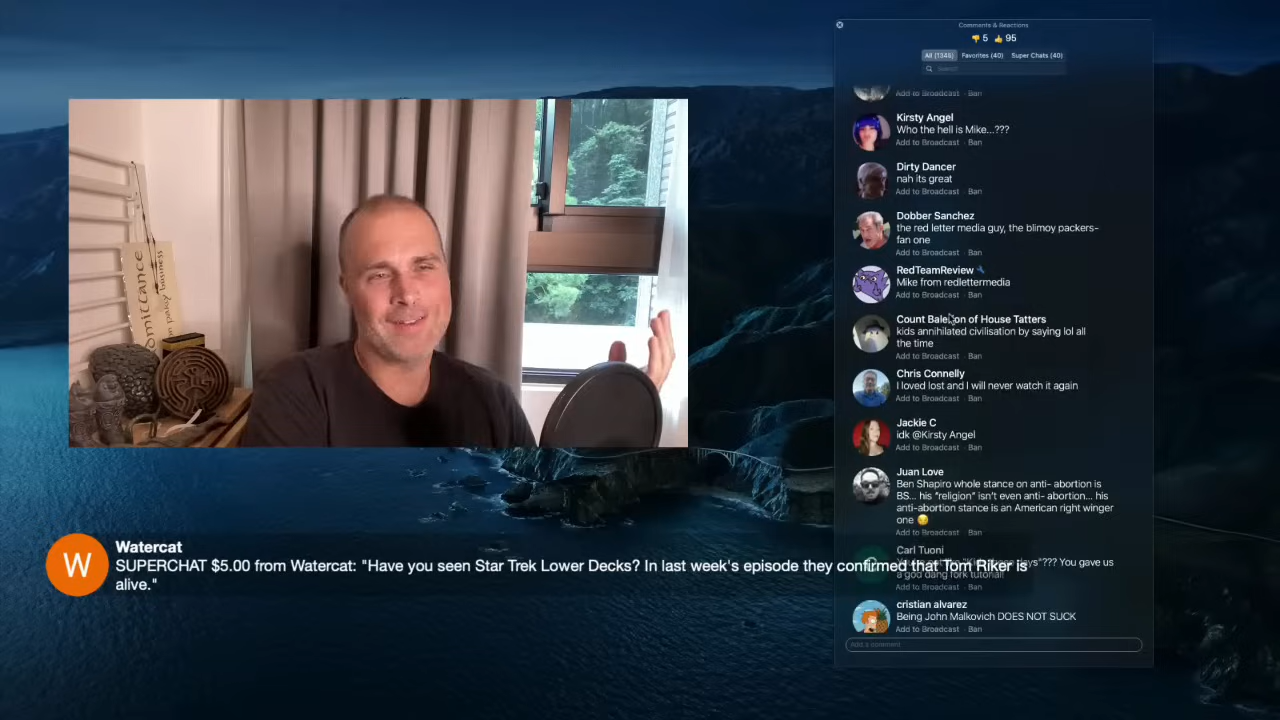 Comments & Reactions
👎 5 👍 95
All (1346) Favorites (40) Super Chats (40)
Search
Add to Broadcast · Ban
Kirsty Angel
Who the hell is Mike...???
Add to Broadcast · Ban
Dirty Dancer
nah its great
Add to Broadcast · Ban
Dobber Sanchez
the red letter media guy, the blimoy packers-
fan one
Add to Broadcast · Ban
RedTeamReview
Mike from redlettermedia
Add to Broadcast · Ban
Count Balellon of House Tatters
kids annihilated civilisation by saying lol all
the time
Add to Broadcast · Ban
Chris Connelly
I loved lost and I will never watch it again
Add to Broadcast · Ban
Jackie C
idk @Kirsty Angel
Add to Broadcast · Ban
Juan Love
Ben Shapiro whole stance on anti- abortion is
BS... his "religion" isn't even anti- abortion... his
anti-abortion stance is an American right winger
one 😏
Add to Broadcast · Ban
Carl Tuoni
days"??? You gave us
a god dang fork tutorial!
Add to Broadcast · Ban
cristian alvarez
Being John Malkovich DOES NOT SUCK
Add to Broadcast · Ban
Add a comment
omittance
monkey business
W
Watercat
SUPERCHAT $5.00 from Watercat: "Have you seen Star Trek Lower Decks? In last week's episode they confirmed that Tom Riker is
alive."